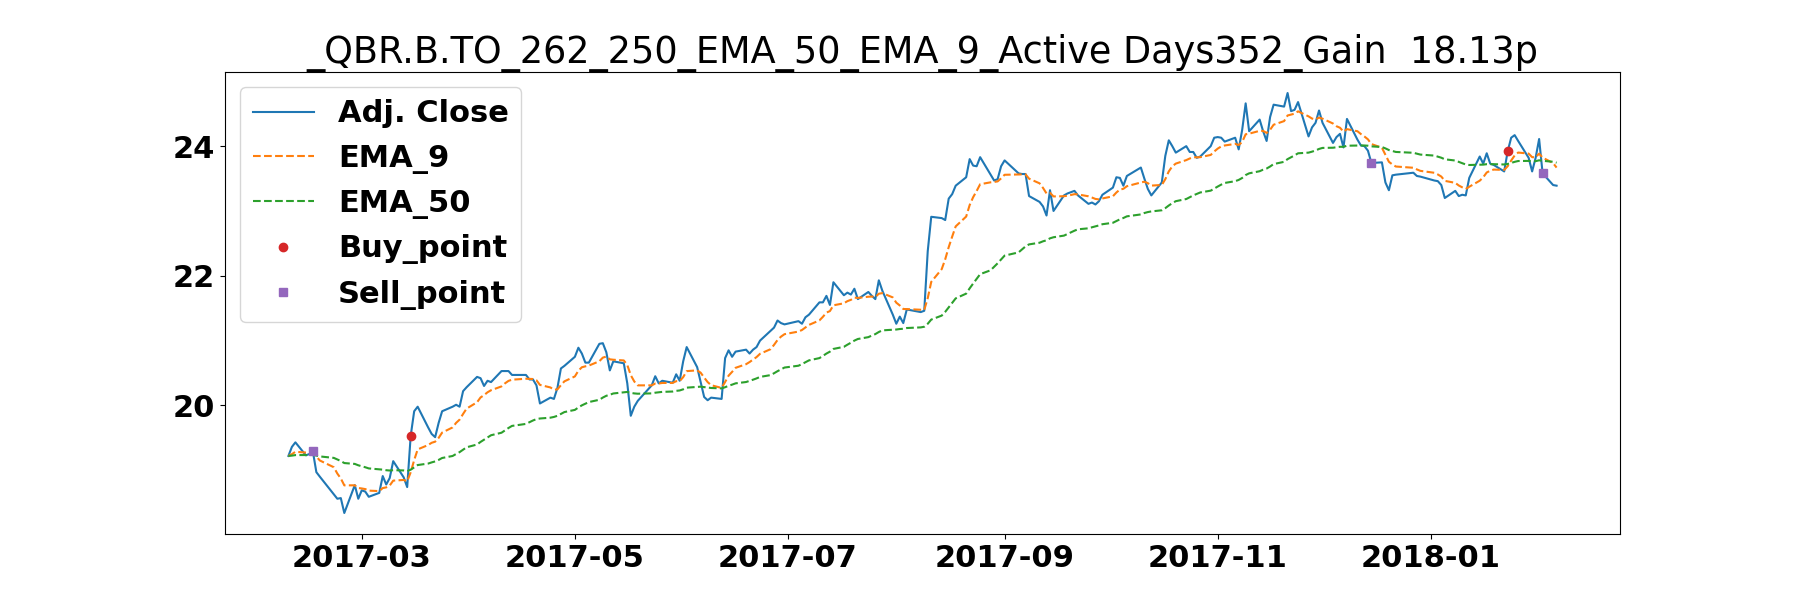 _QBR.B.TO_262_250_EMA_50_EMA_9_Active Days352_Gain  18.13p
Adj. Close
EMA_9
EMA_50
Buy_point
Sell_point
24
22
20
2017-03
2017-05
2017-07
2017-09
2017-11
2018-01